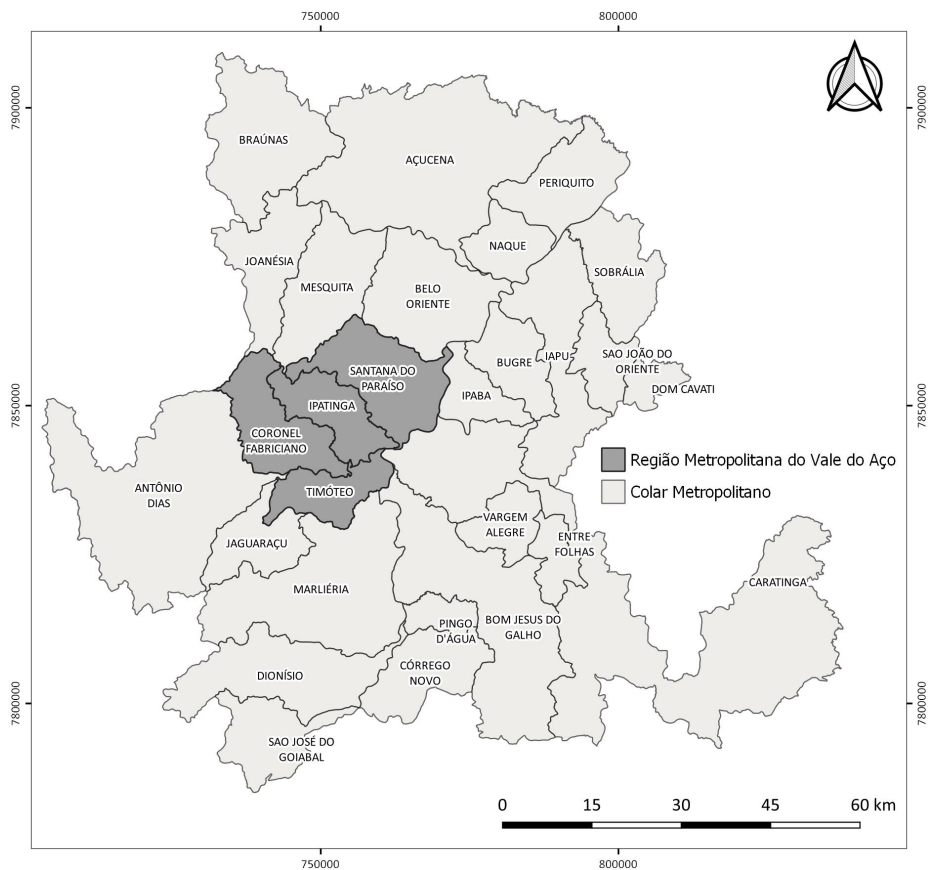 750000
800000
7900000
7900000
BRAÚNAS
AÇUCENA
PERIQUITO
NAQUE
JOANÉSIA
SOBRÁLIA
MESQUITA
BELO
ORIENTE
SAO JOÃO DO
ORIENTE
BUGRE
IAPU
SANTANA DO
PARAÍSO
DOM CAVATI
IPABA
IPATINGA
7850000
7850000
CORONEL
FABRICIANO
Região Metropolitana do Vale do Aço
Colar Metropolitano
ANTÔNIO
DIAS
TIMÓTEO
VARGEM
ALEGRE
JAGUARAÇU
ENTRE
FOLHAS
CARATINGA
MARLIÉRIA
PINGO
D'ÁGUA
BOM JESUS DO
GALHO
DIONÍSIO
CÓRREGO
NOVO
7800000
7800000
SAO JOSÉ DO
GOIABAL
0 15 30 45 60 km
750000
800000